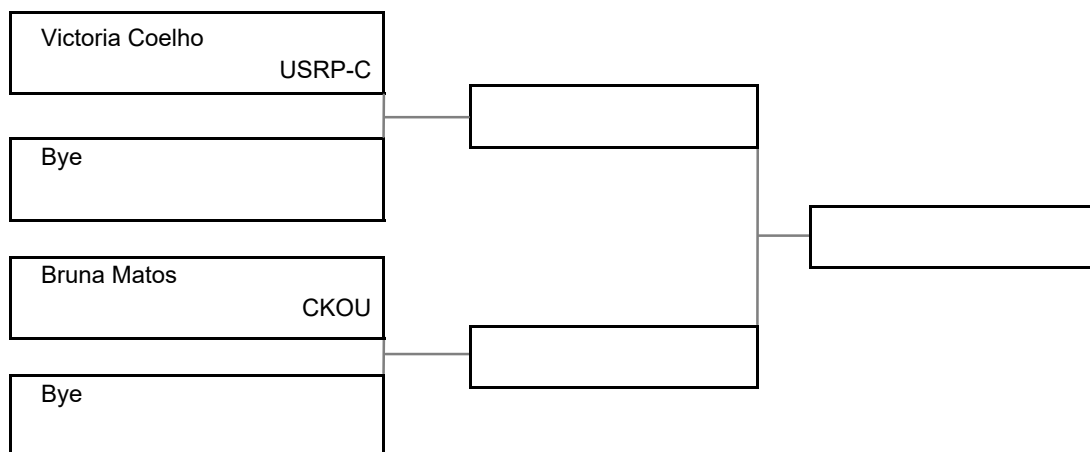 Victoria Coelho
USRP-C
Bye
Bruna Matos
CKOU
Bye